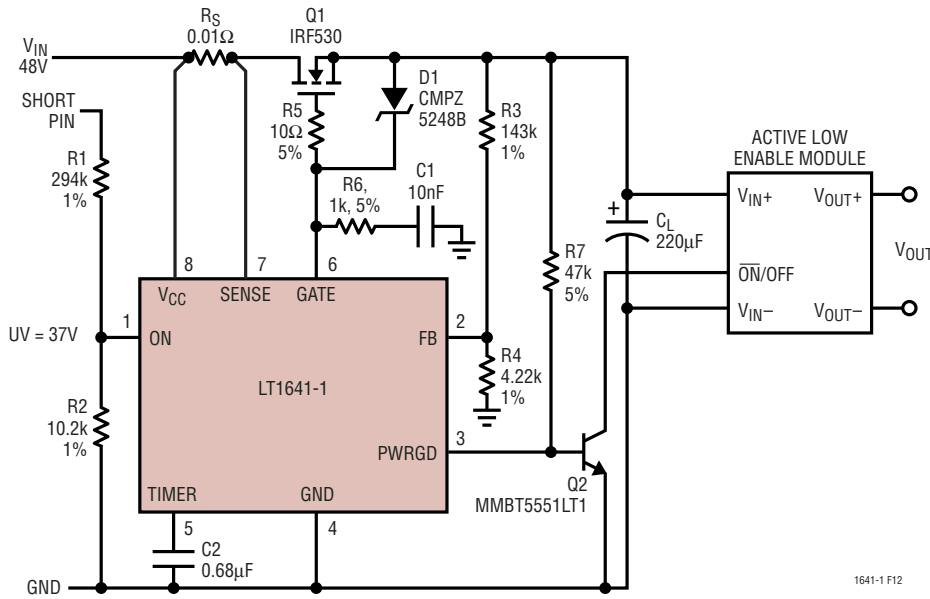 RS
0.01Ω
Q1
IRF530
VIN
48V
SHORT
PIN
R1
294k
1%
R5
10Ω
5%
D1
CMPZ
5248B
R3
143k
1%
R6,
1k, 5%
C1
10nF
ACTIVE LOW
ENABLE MODULE
VIN+
VOUT+
+
CL
220µF
R7
47k
5%
ON/OFF
VOUT
VIN–
VOUT–
8
7
6
VCC
SENSE
GATE
UV = 37V
1
ON
FB
2
LT1641-1
R4
4.22k
1%
R2
10.2k
1%
PWRGD
3
Q2
MMBT5551LT1
TIMER
GND
5
4
C2
0.68µF
GND
1641-1 F12